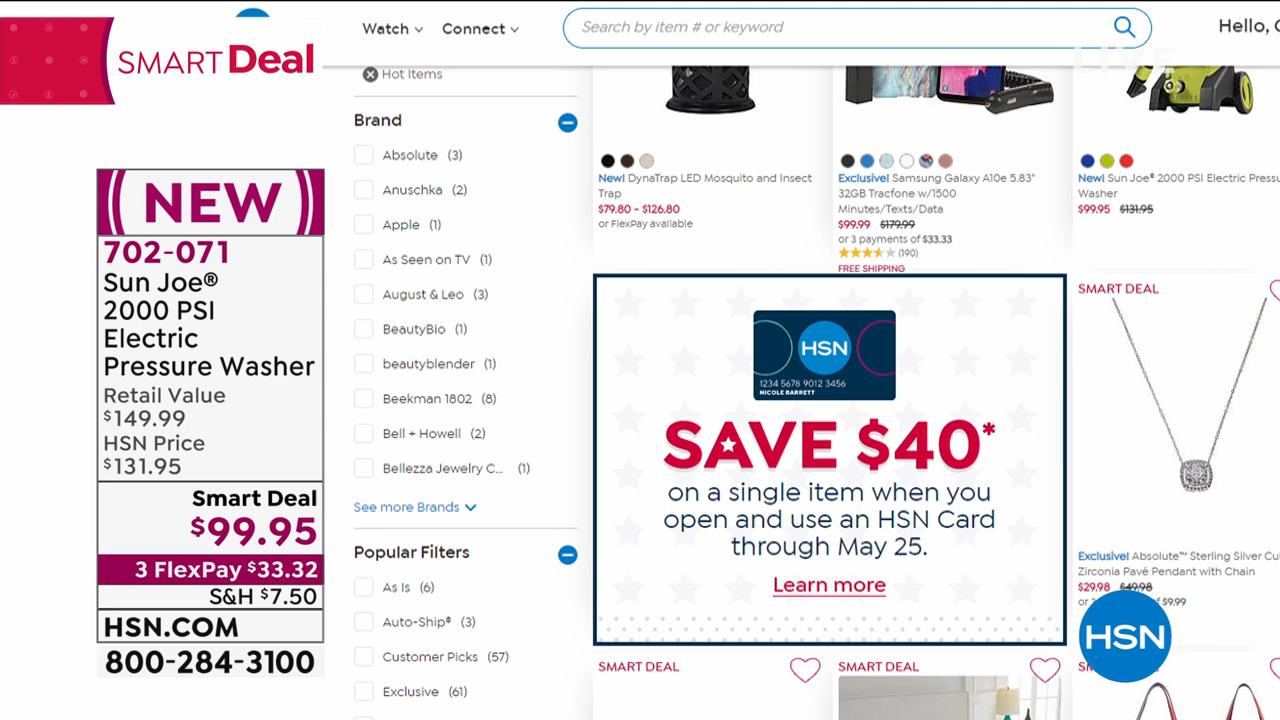 SMART Deal
NEW
702-071
Sun Joe®
2000 PSI
Electric
Pressure Washer
Retail Value
$149.99
HSN Price
$131.95
Smart Deal
$99.95
3 FlexPay $33.32
S&H $7.50
HSN.COM
800-284-3100
Watch
Connect
Search by item # or keyword
Hello,
LIVE
Hot Items
Brand
Absolute (3)
Anuschka (2)
Apple (1)
As Seen on TV (1)
August & Leo (3)
BeautyBio (1)
beautyblender (1)
Beekman 1802 (8)
Bell + Howell (2)
Bellezza Jewelry C... (1)
See more Brands
Popular Filters
As Is (6)
Auto-Ship® (3)
Customer Picks (57)
Exclusive (61)
New! DynaTrap LED Mosquito and Insect
Trap
$79.80 - $126.80
or FlexPay available
Exclusive! Samsung Galaxy A10e 5.83"
32GB Tracfone w/1500
Minutes/Texts/Data
$99.99 $179.99
or 3 payments of $33.33
(190)
FREE SHIPPING
New! Sun Joe® 2000 PSI Electric Pressu
Washer
$99.95 $131.95
HSN
1234 5678 9012 3456
NICOLE BARRETT
SAVE $40*
on a single item when you
open and use an HSN Card
through May 25.
Learn more
SMART DEAL
Exclusive! Absolute™ Sterling Silver Cu
Zirconia Pavé Pendant with Chain
$29.98 $49.98
of $9.99
HSN
SMART DEAL
SMART DEAL